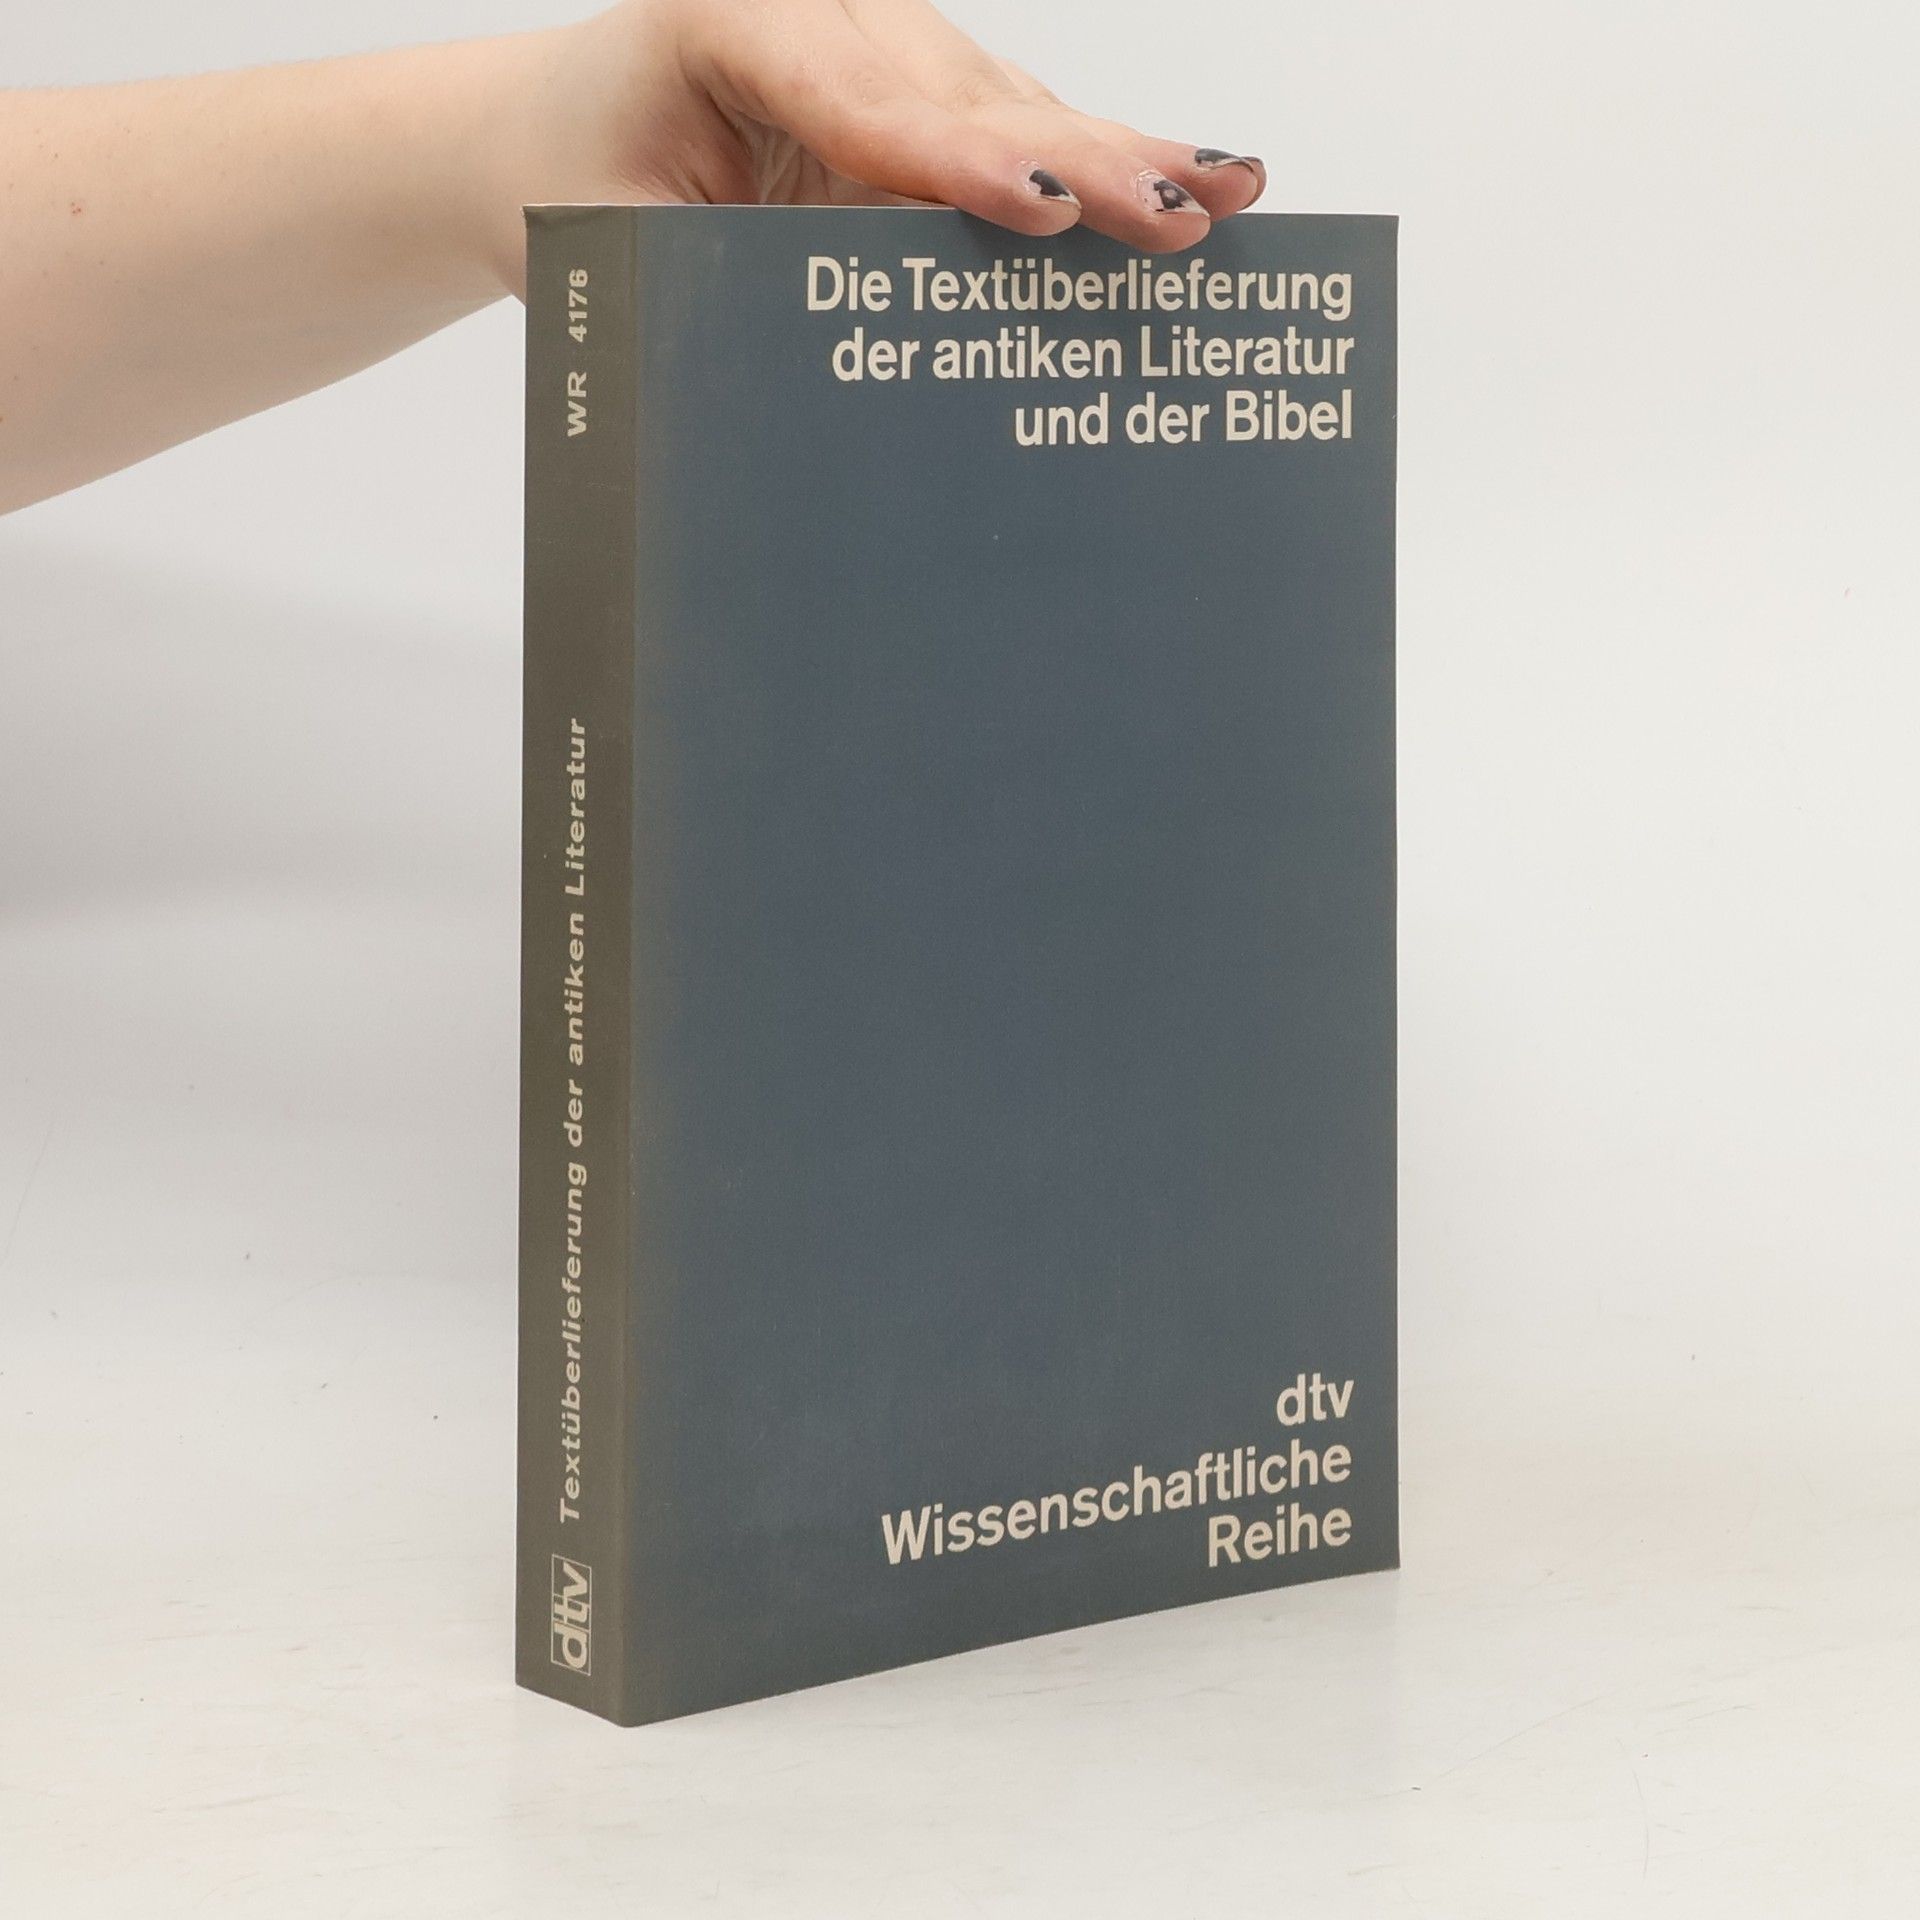 Die Textüberlieferung
der antiken Literatur
und der Bibel
dtv
Wissenschaftliche
Reihe
WR 4176
Textüberlieferung der antiken Literatur
dtv